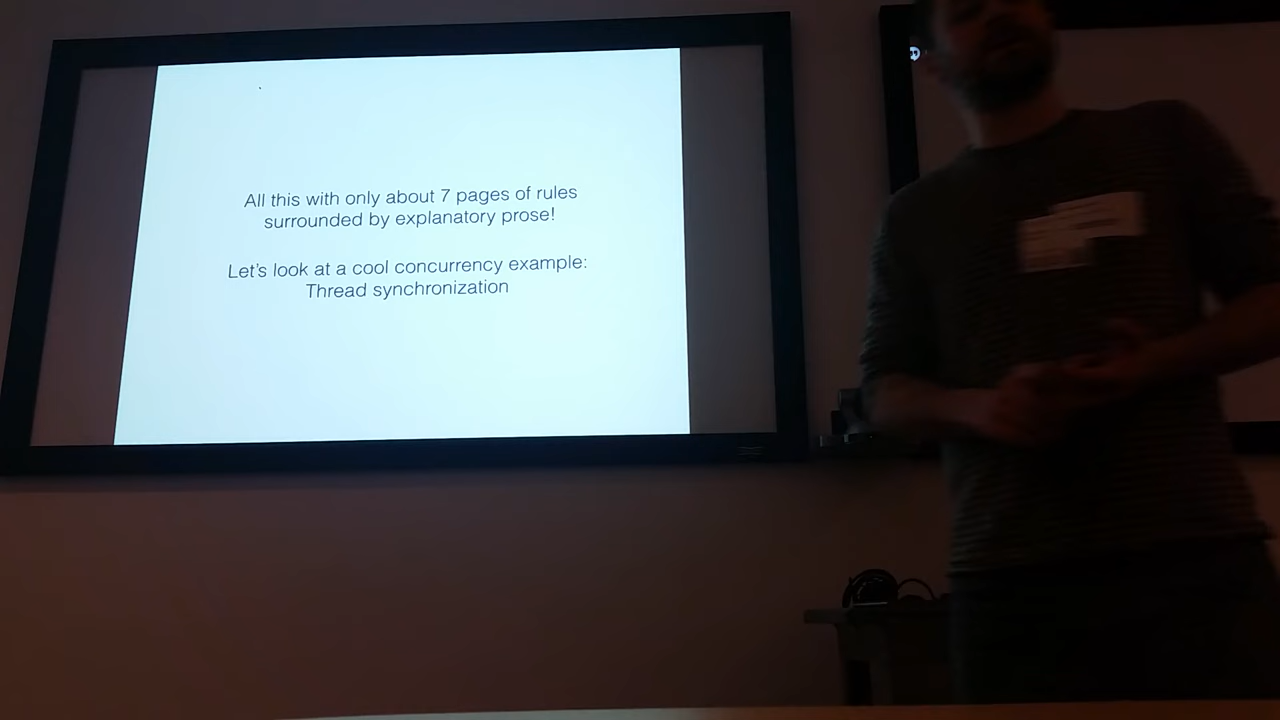 All this with only about 7 pages of rules
surrounded by explanatory prose!
Let's look at a cool concurrency example:
Thread synchronization